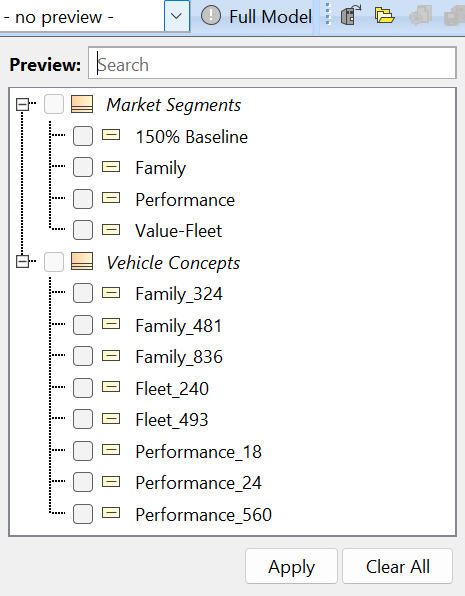 - no preview -
Full Model
Preview:
Search
Market Segments
150% Baseline
Family
Performance
Value-Fleet
Vehicle Concepts
Family_324
Family_481
Family_836
Fleet_240
Fleet_493
Performance_18
Performance_24
Performance_560
Apply
Clear All